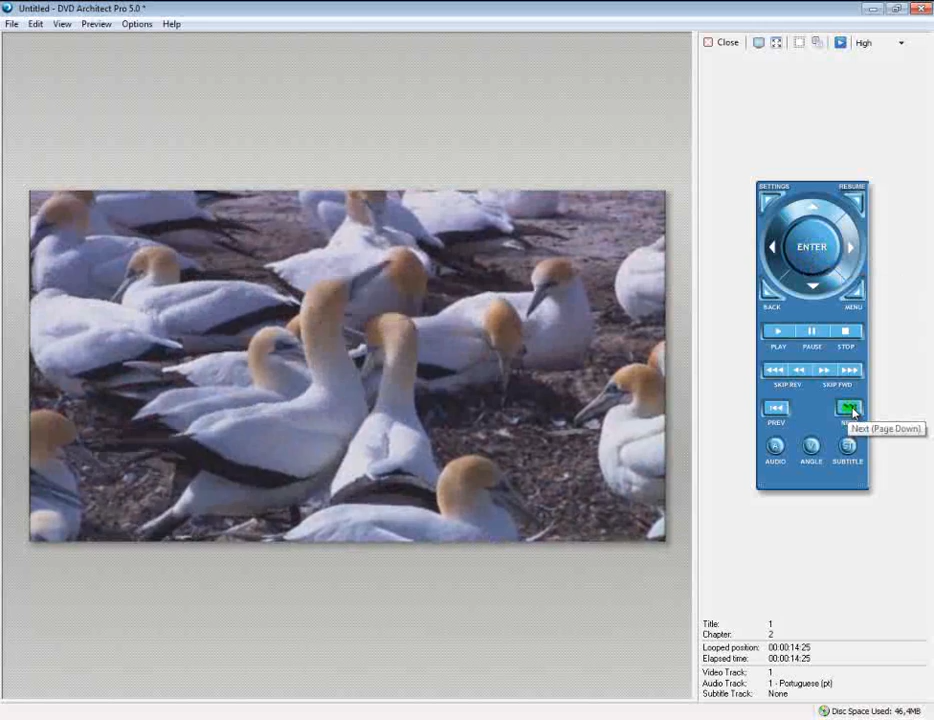 Untitled - DVD Architect Pro 5.0 *
File Edit View Preview Options Help
Close High
SETTINGS RESUME
ENTER
BACK MENU
PLAY PAUSE STOP
SKIP REV SKIP FWD
PREV
Next (Page Down)
AUDIO ANGLE SUBTITLE
Title: 1
Chapter: 2
Looped position: 00:00:14:25
Elapsed time: 00:00:14:25
Video Track: 1
Audio Track: 1 - Portuguese (pt)
Subtitle Track: None
Disc Space Used: 46,4MB